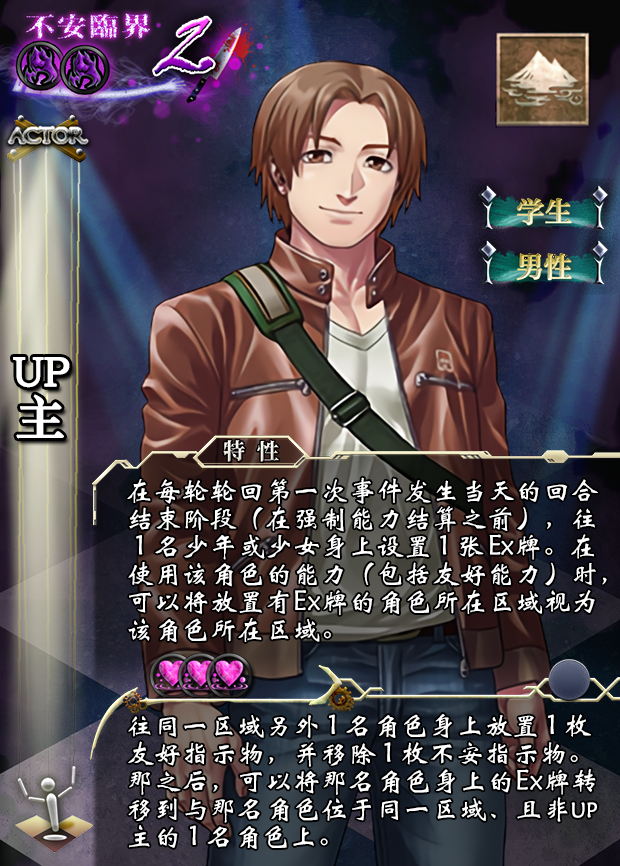 不安臨界
2
ACTOR
学生
男性
UP
主
特性
在每轮轮回第一次事件发生当天的回合
结束阶段（在强制能力结算之前），往
1名少年或少女身上设置1张Ex牌。在
使用该角色的能力（包括友好能力）时，
可以将放置有Ex牌的角色所在区域视为
该角色所在区域。
往同一区域另外1名角色身上放置1枚
友好指示物，并移除1枚不安指示物。
那之后，可以将那名角色身上的Ex牌转
移到与那名角色位于同一区域、且非UP
主的1名角色上。